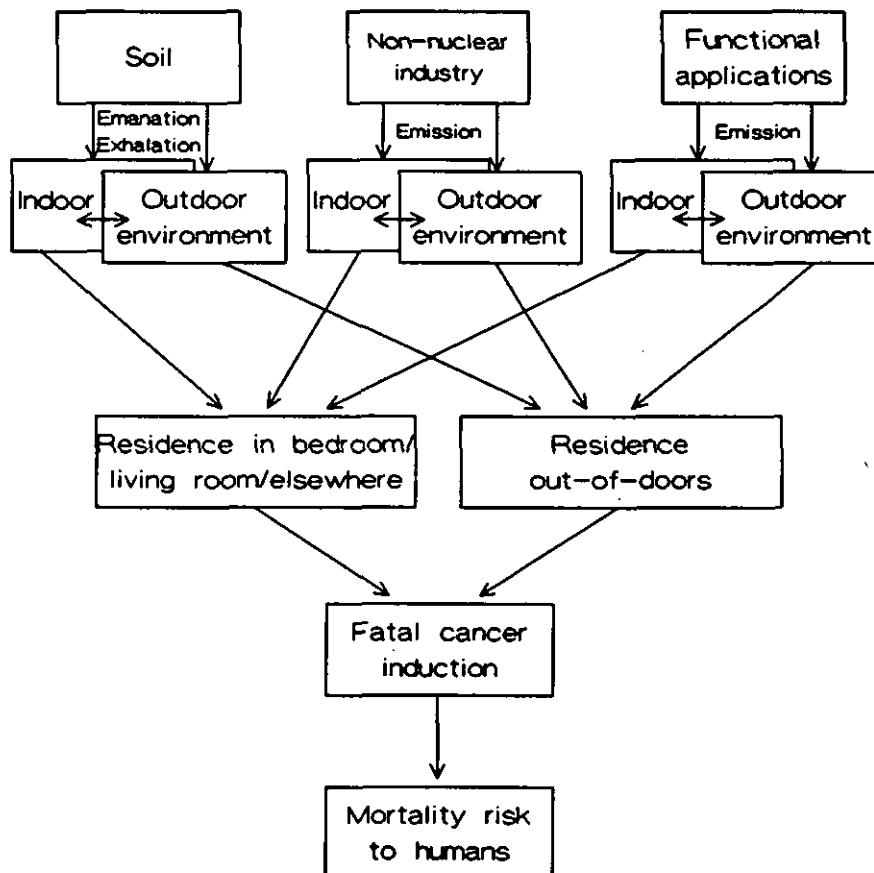 Soil
Non-nuclear
industry
Functional
applications
Emanation
Exhalation
Emission
Emission
Indoor
Outdoor
environment
Indoor
Outdoor
environment
Indoor
Outdoor
environment
Residence in bedroom/
living room/elsewhere
Residence
out-of-doors
Fatal cancer
induction
Mortality risk
to humans